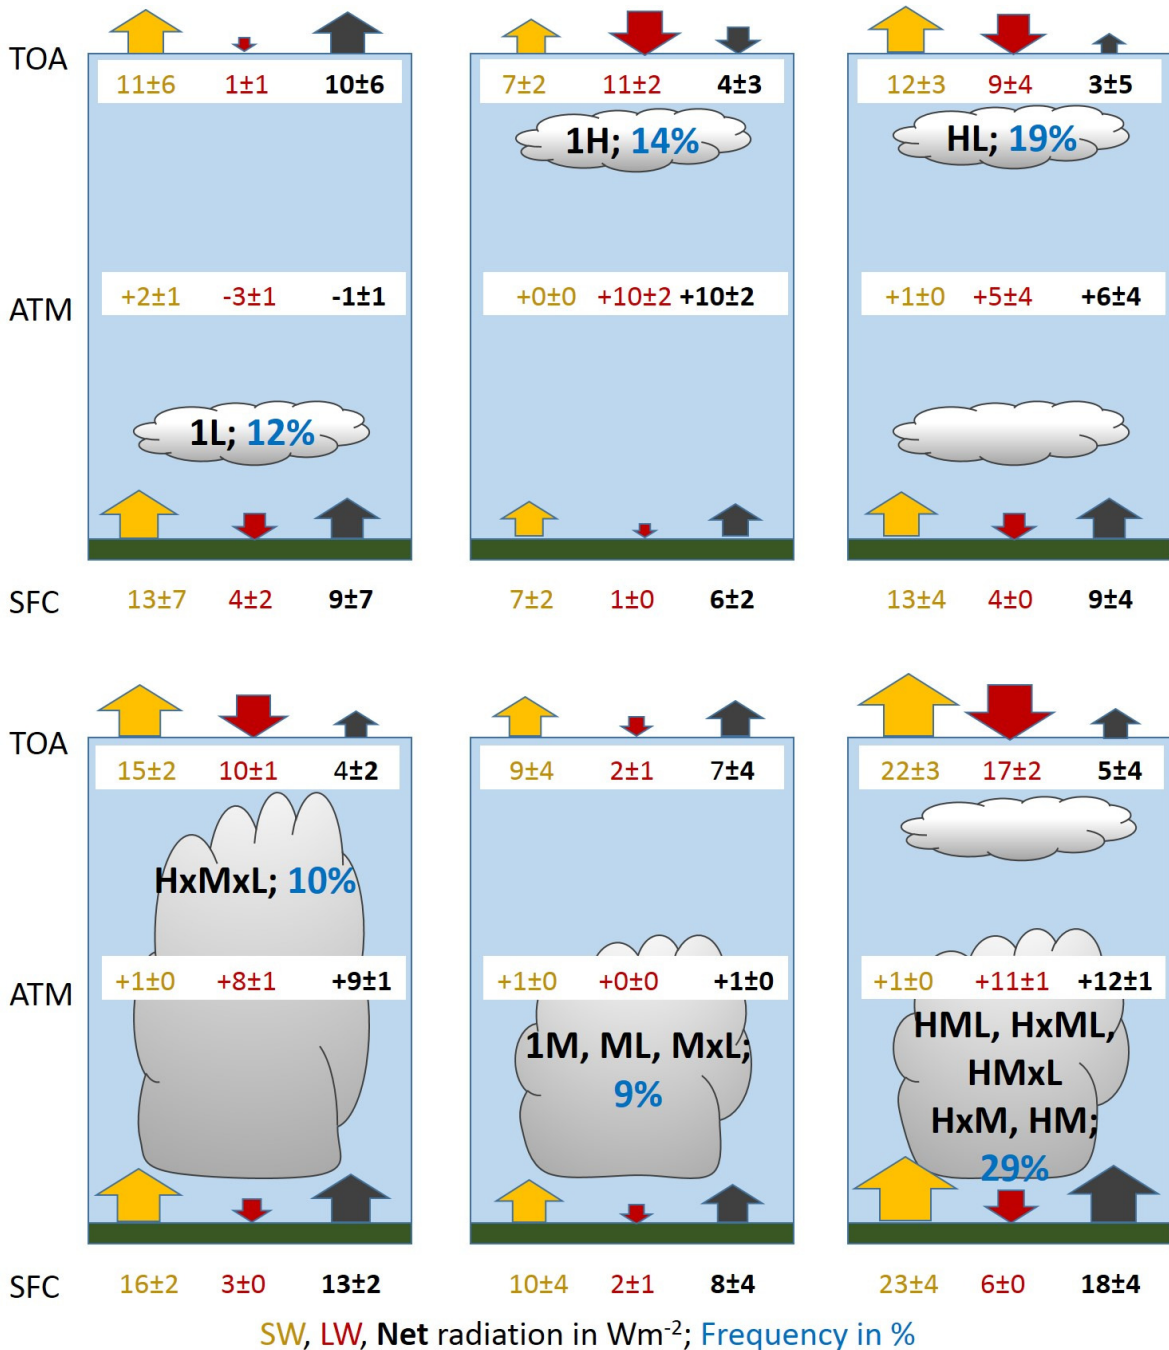 TOA
11±6 1±1 10±6
7±2 11±2 4±3
12±3 9±4 3±5
1H; 14%
HL; 19%
ATM
+2±1 -3±1 -1±1
+0±0 +10±2 +10±2
+1±0 +5±4 +6±4
1L; 12%
SFC
13±7 4±2 9±7
7±2 1±0 6±2
13±4 4±0 9±4
TOA
15±2 10±1 4±2
9±4 2±1 7±4
22±3 17±2 5±4
HxMxL; 10%
ATM
+1±0 +8±1 +9±1
+1±0 +0±0 +1±0
+1±0 +11±1 +12±1
1M, ML, MxL;
9%
HML, HxML,
HMxL
HxM, HM;
29%
SFC
16±2 3±0 13±2
10±4 2±1 8±4
23±4 6±0 18±4
SW, LW, Net radiation in Wm⁻²; Frequency in %